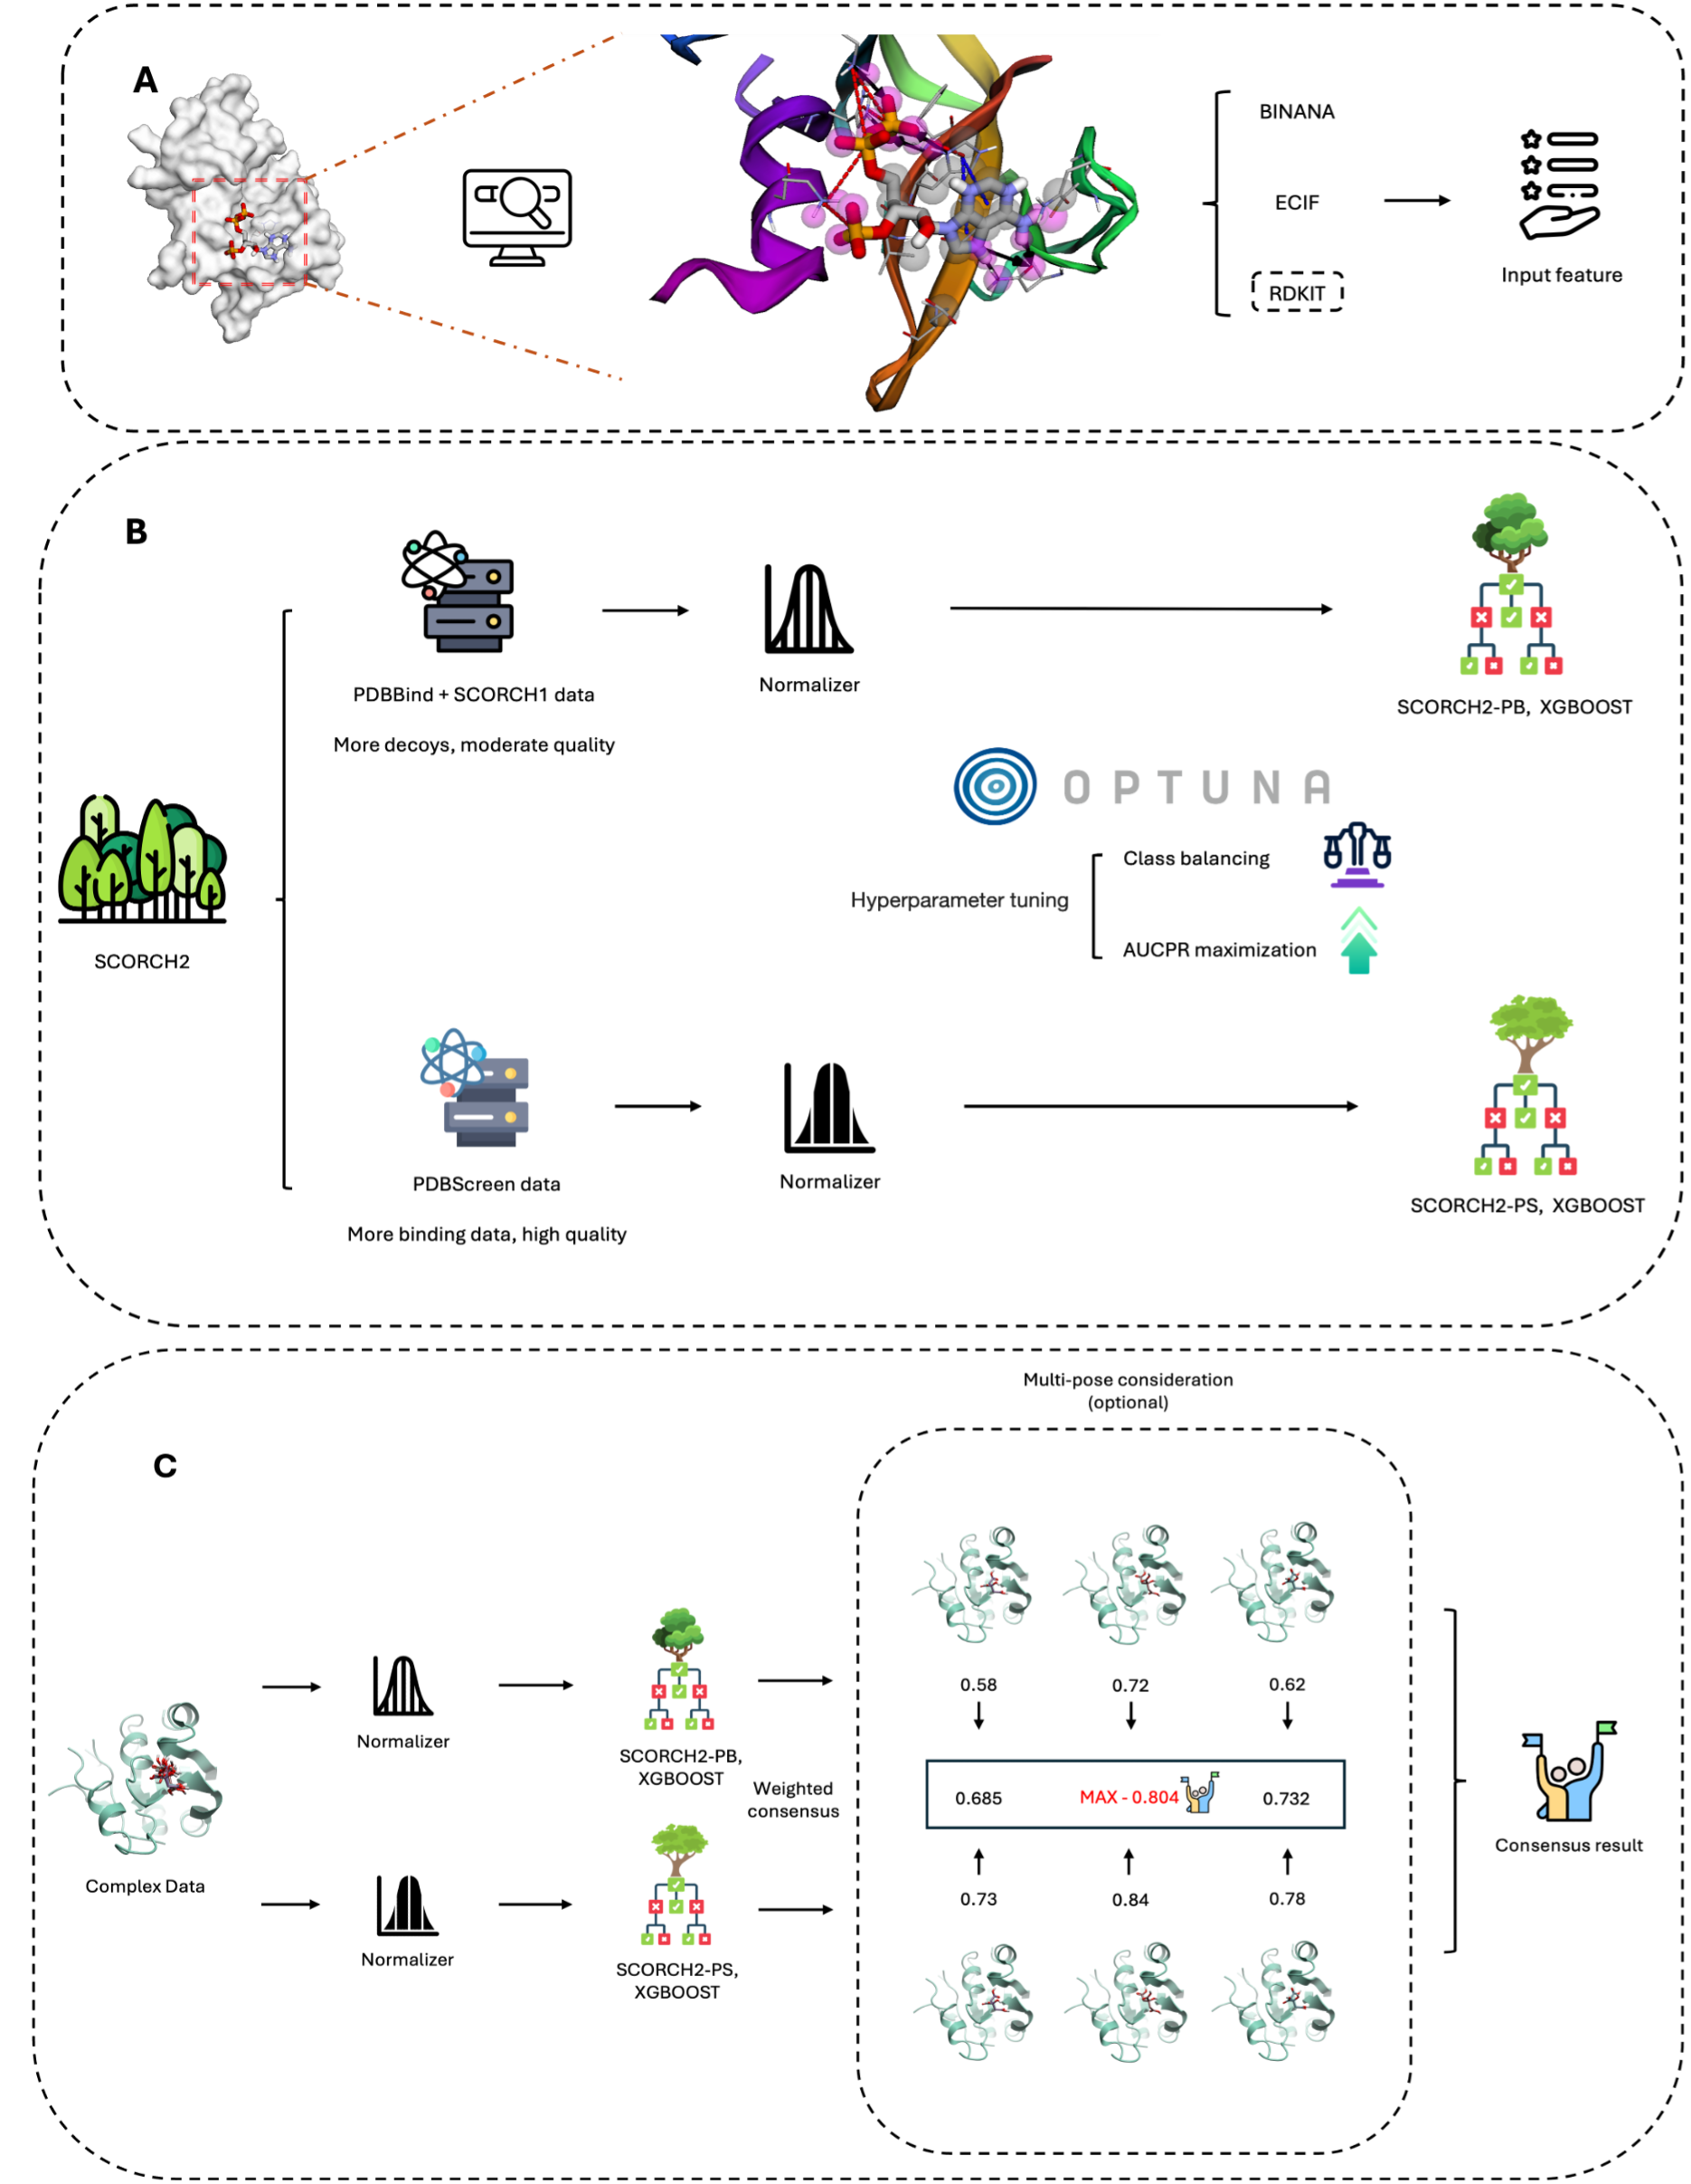 A
BINANA
ECIF
RDKIT
Input feature
B
PDBBind + SCORCH1 data
More decoys, moderate quality
Normalizer
SCORCH2-PB, XGBOOST
OPTUNA
Class balancing
Hyperparameter tuning
AUCPR maximization
SCORCH2
PDBScreen data
More binding data, high quality
Normalizer
SCORCH2-PS, XGBOOST
Multi-pose consideration
(optional)
C
0.58
0.72
0.62
Normalizer
SCORCH2-PB,
XGBOOST
Weighted
consensus
0.685
MAX - 0.804
0.732
Consensus result
Complex Data
0.73
0.84
0.78
Normalizer
SCORCH2-PS,
XGBOOST